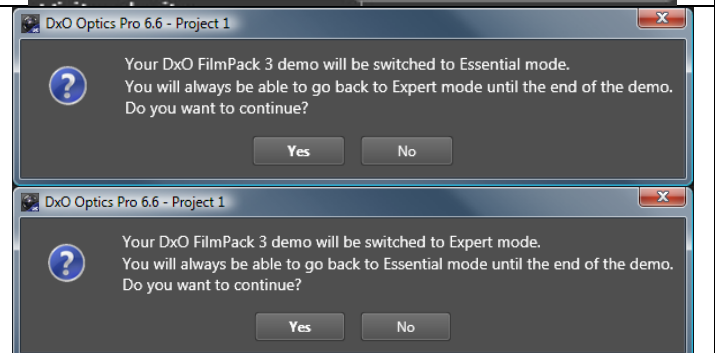 DxO Optics Pro 6.6 - Project 1
Your DxO FilmPack 3 demo will be switched to Essential mode.
You will always be able to go back to Expert mode until the end of the demo.
Do you want to continue?
Yes No
DxO Optics Pro 6.6 - Project 1
Your DxO FilmPack 3 demo will be switched to Expert mode.
You will always be able to go back to Essential mode until the end of the demo.
Do you want to continue?
Yes No